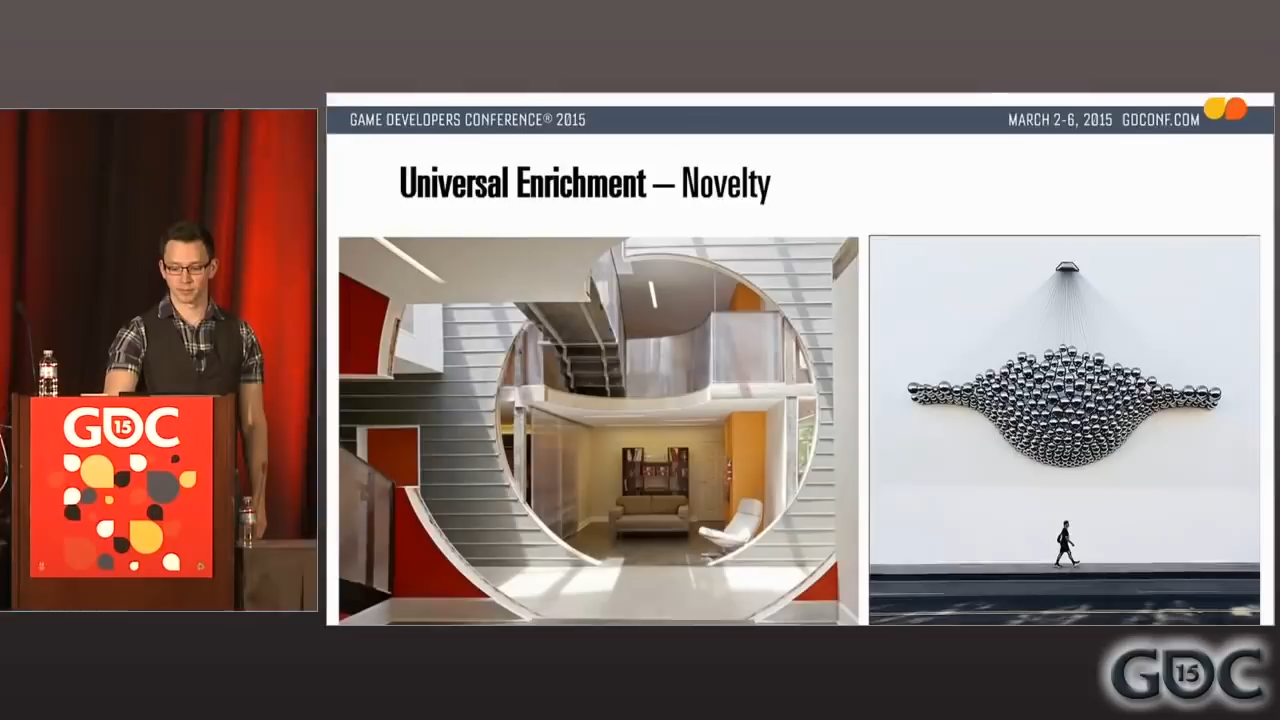 GAME DEVELOPERS CONFERENCE® 2015
MARCH 2-6, 2015 GDCONF.COM
Universal Enrichment – Novelty
GDC
15
GDC
15